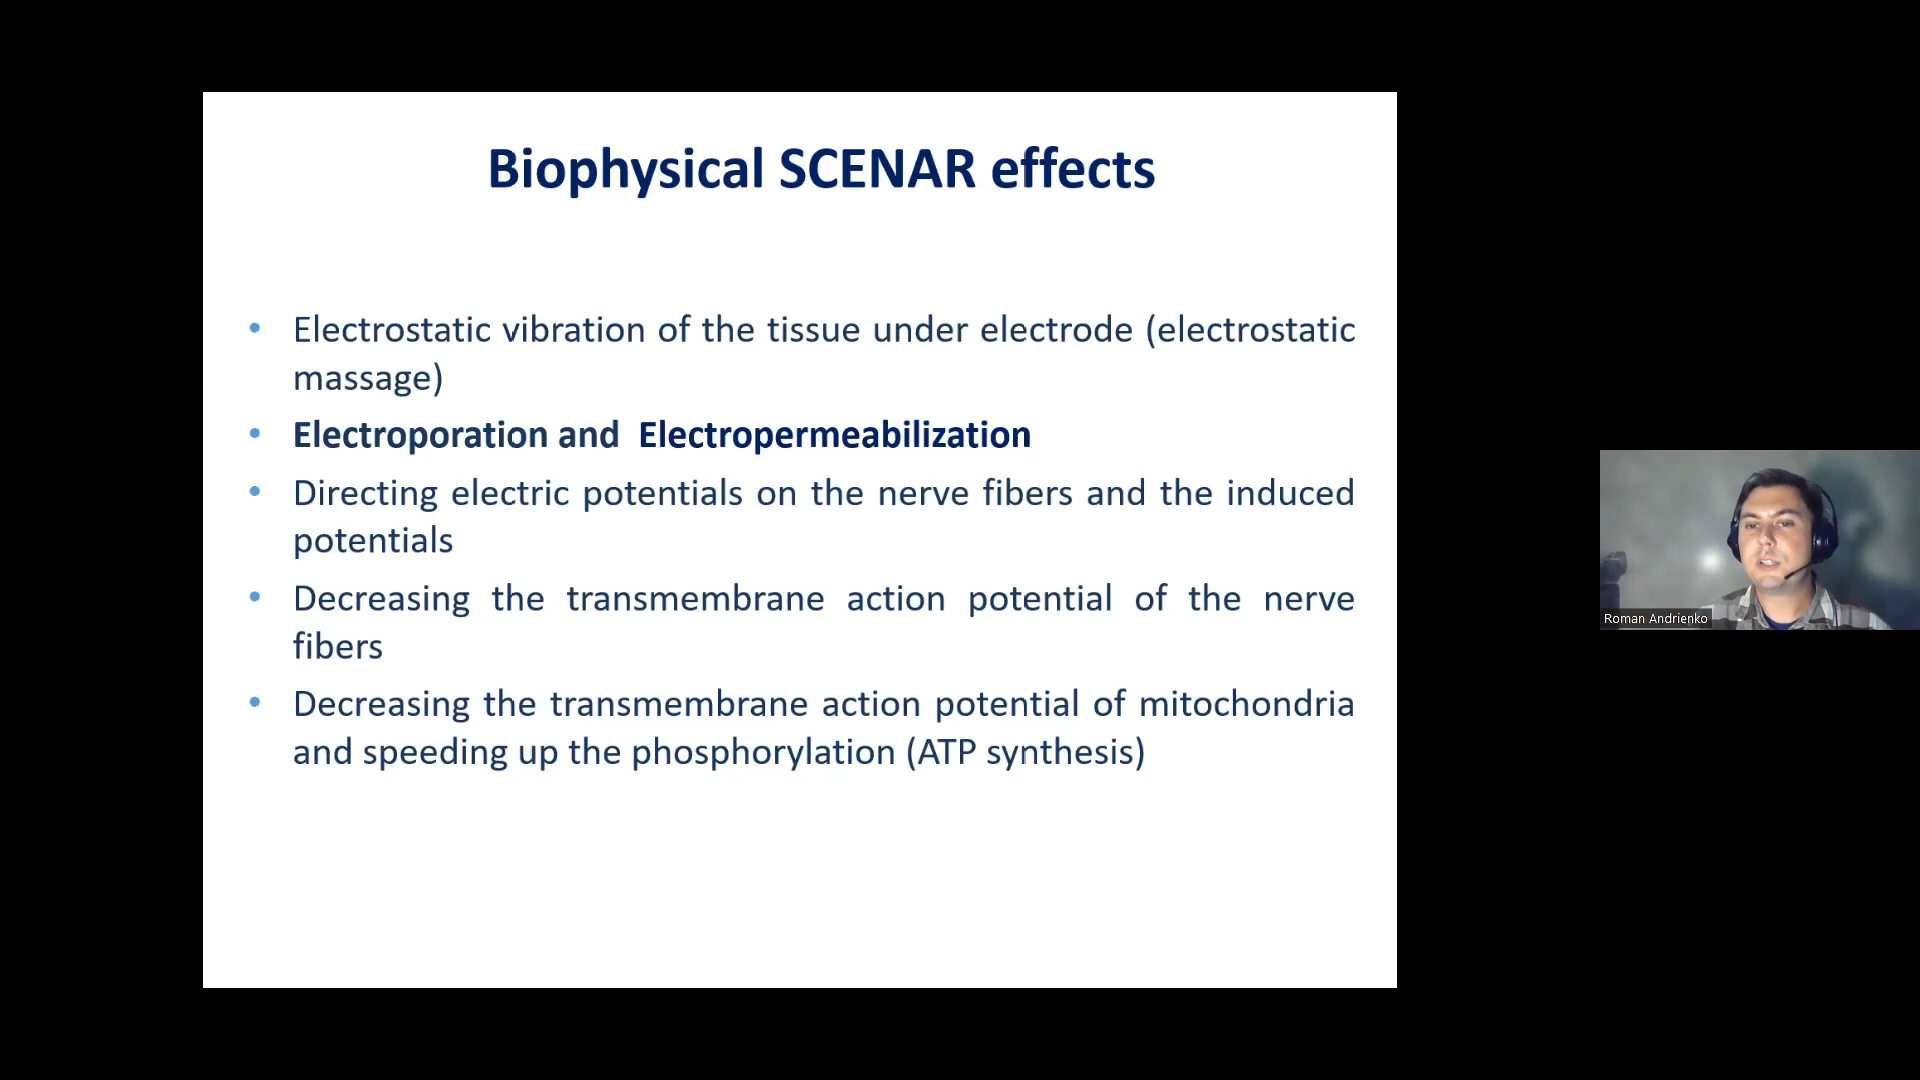 Biophysical SCENAR effects
• Electrostatic vibration of the tissue under electrode (electrostatic
massage)
• Electroporation and Electropermeabilization
• Directing electric potentials on the nerve fibers and the induced
potentials
• Decreasing the transmembrane action potential of the nerve
fibers
• Decreasing the transmembrane action potential of mitochondria
and speeding up the phosphorylation (ATP synthesis)
Roman Andrienko